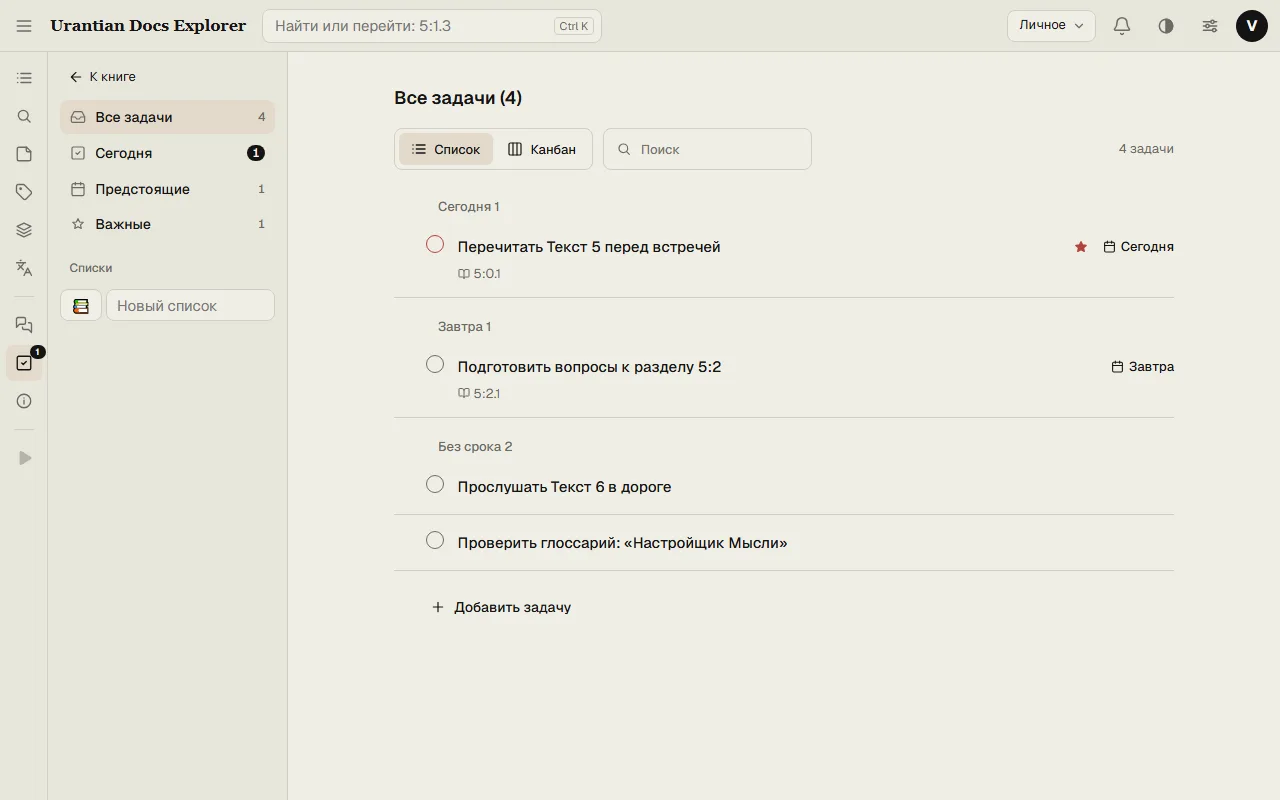 Urantian Docs Explorer
Найти или перейти: 5:1.3
Ctrl K
Личное
V
К книге
Все задачи 4
Сегодня 1
Предстоящие 1
Важные 1
Списки
Новый список
1
Все задачи (4)
Список
Канбан
Поиск
4 задачи
Сегодня 1
Перечитать Текст 5 перед встречей
Сегодня
5:0.1
Завтра 1
Подготовить вопросы к разделу 5:2
Завтра
5:2.1
Без срока 2
Прослушать Текст 6 в дороге
Проверить глоссарий: «Настройщик Мысли»
Добавить задачу